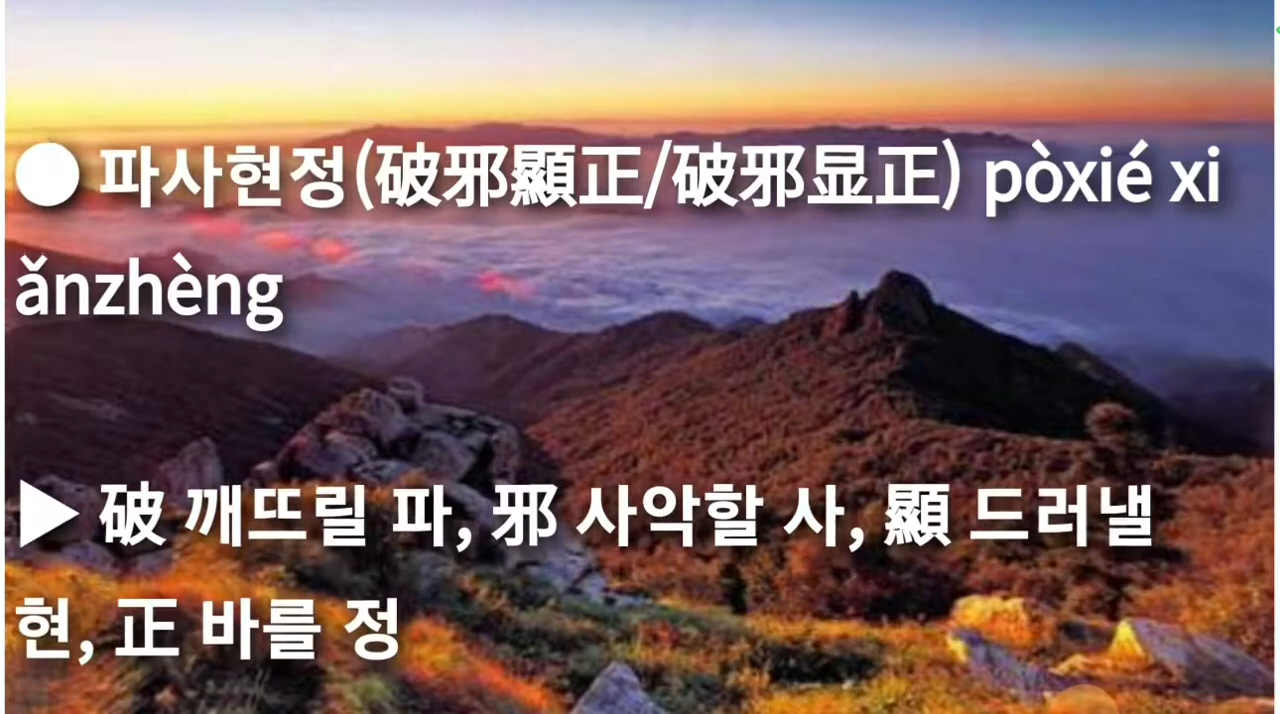 ● 파사현정(破邪顯正/破邪显正) pòxié xi
ǎnzhèng
▶ 破 깨뜨릴 파, 邪 사악할 사, 顯 드러낼
현, 正 바를 정